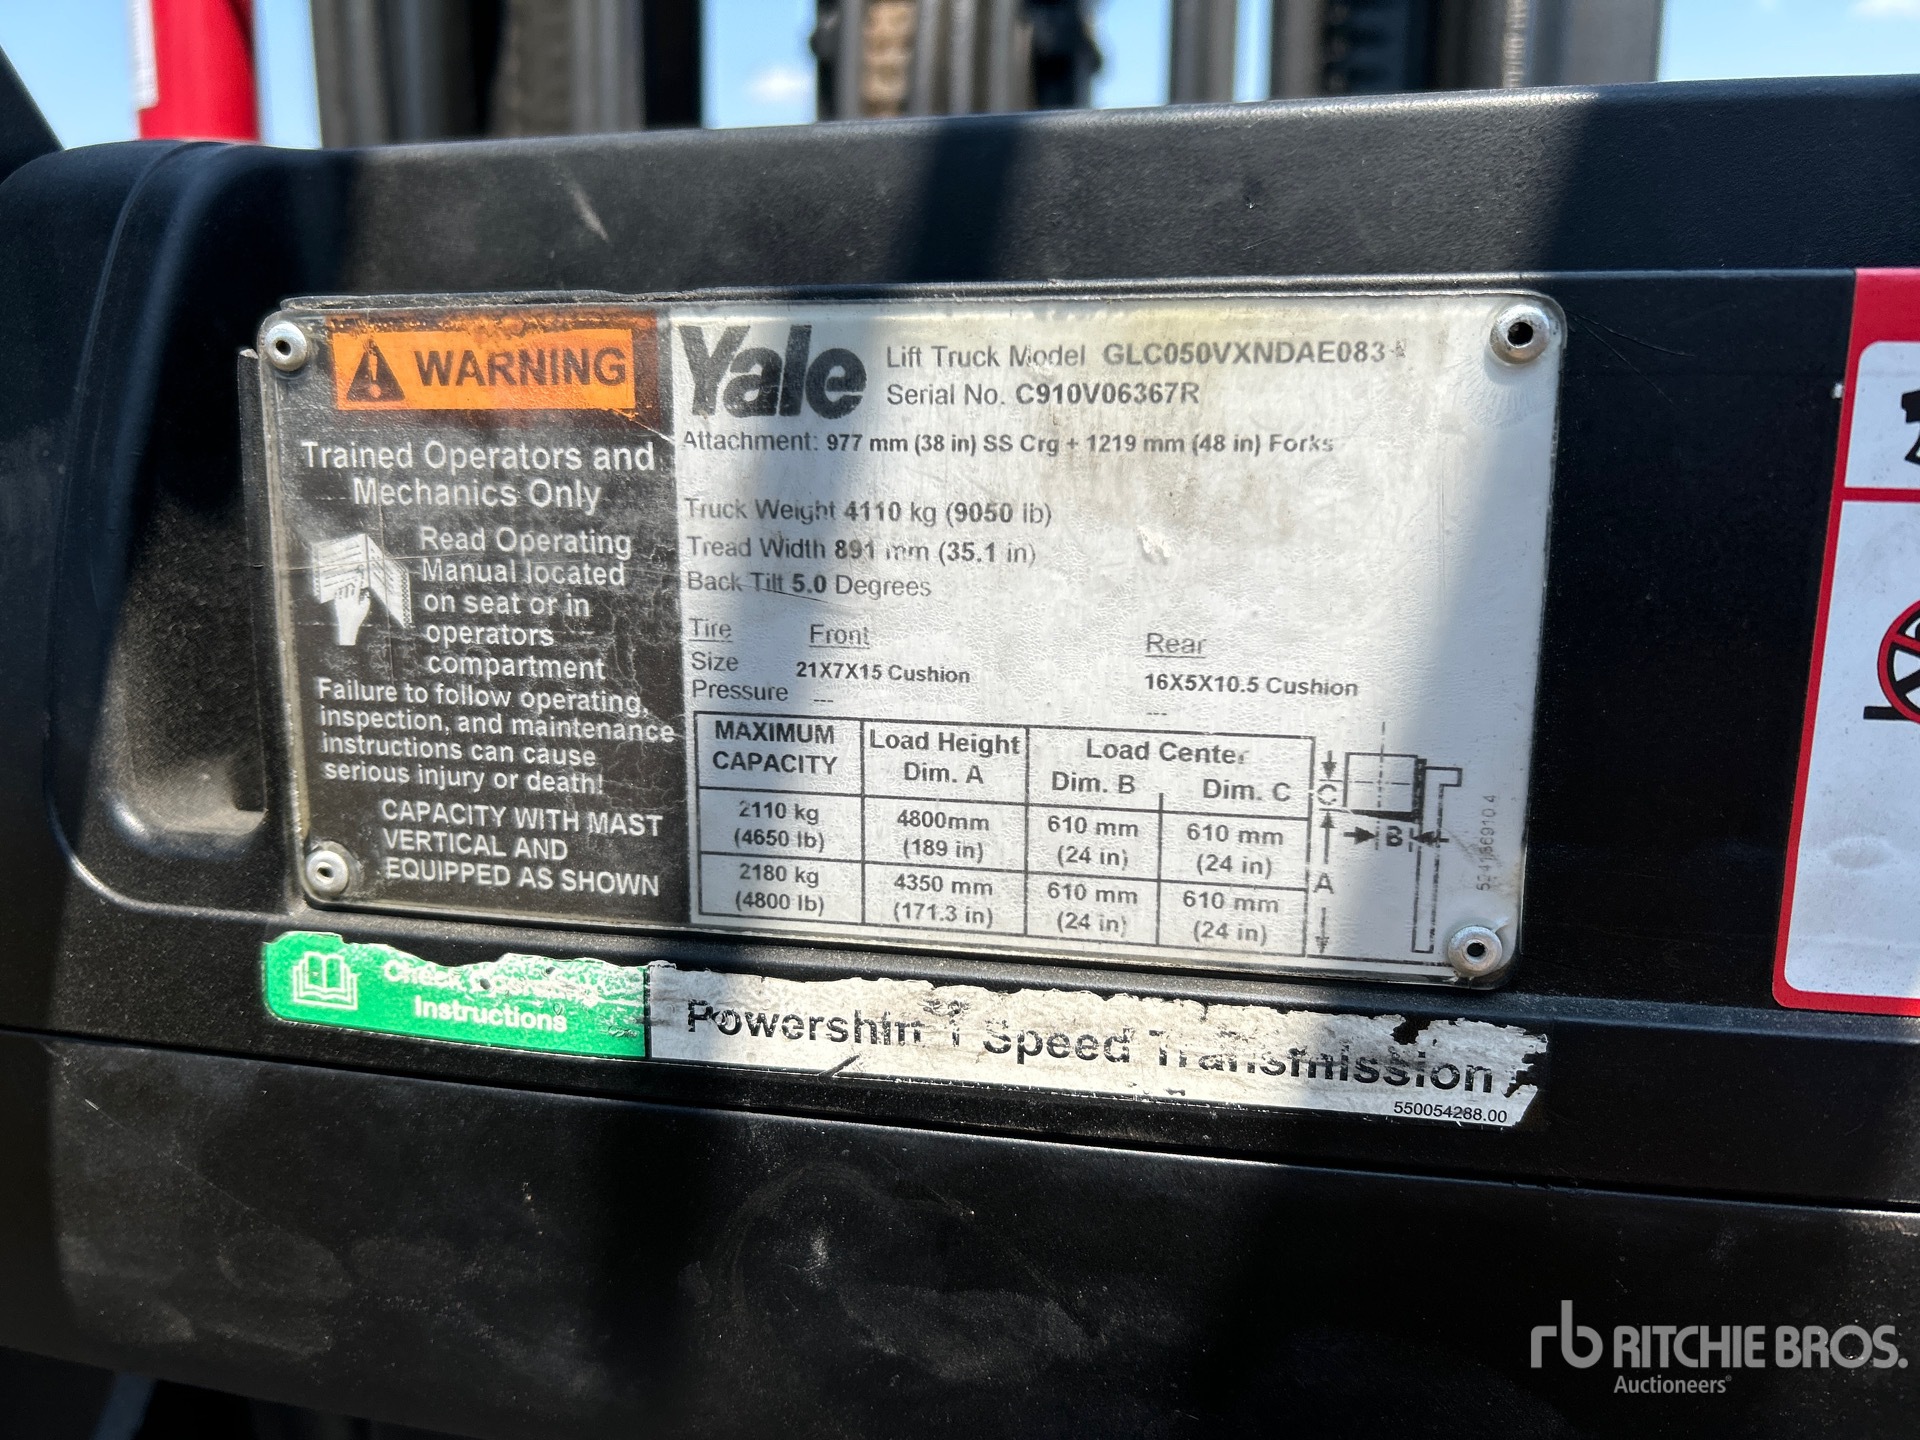 WARNING
Trained Operators and
Mechanics Only
Read Operating
Manual located
on seat or in
operators
compartment
Failure to follow operating,
inspection, and maintenance
instructions can cause
serious injury or death!
CAPACITY WITH MAST
VERTICAL AND
EQUIPPED AS SHOWN
Yale
Lift Truck Model GLC050VXNDAE083
Serial No. C910V06367R
Attachment: 977 mm (38 in) SS Crg + 1219 mm (48 in) Forks
Truck Weight 4110 kg (9050 lb)
Tread Width 891 mm (35.1 in)
Back Tilt 5.0 Degrees
Tire Front Rear
Size 21X7X15 Cushion 16X5X10.5 Cushion
Pressure --- ---
MAXIMUM CAPACITY Load Height Dim. A Load Center Dim. B Dim. C
2110 kg 4800mm 610 mm 610 mm
(4650 lb) (189 in) (24 in) (24 in)
2180 kg 4350 mm 610 mm 610 mm
(4800 lb) (171.3 in) (24 in) (24 in)
C
B
A
Check Operating
Instructions
Powershift 1 Speed Transmission
550054288.00
rb RITCHIE BROS.
Auctioneers